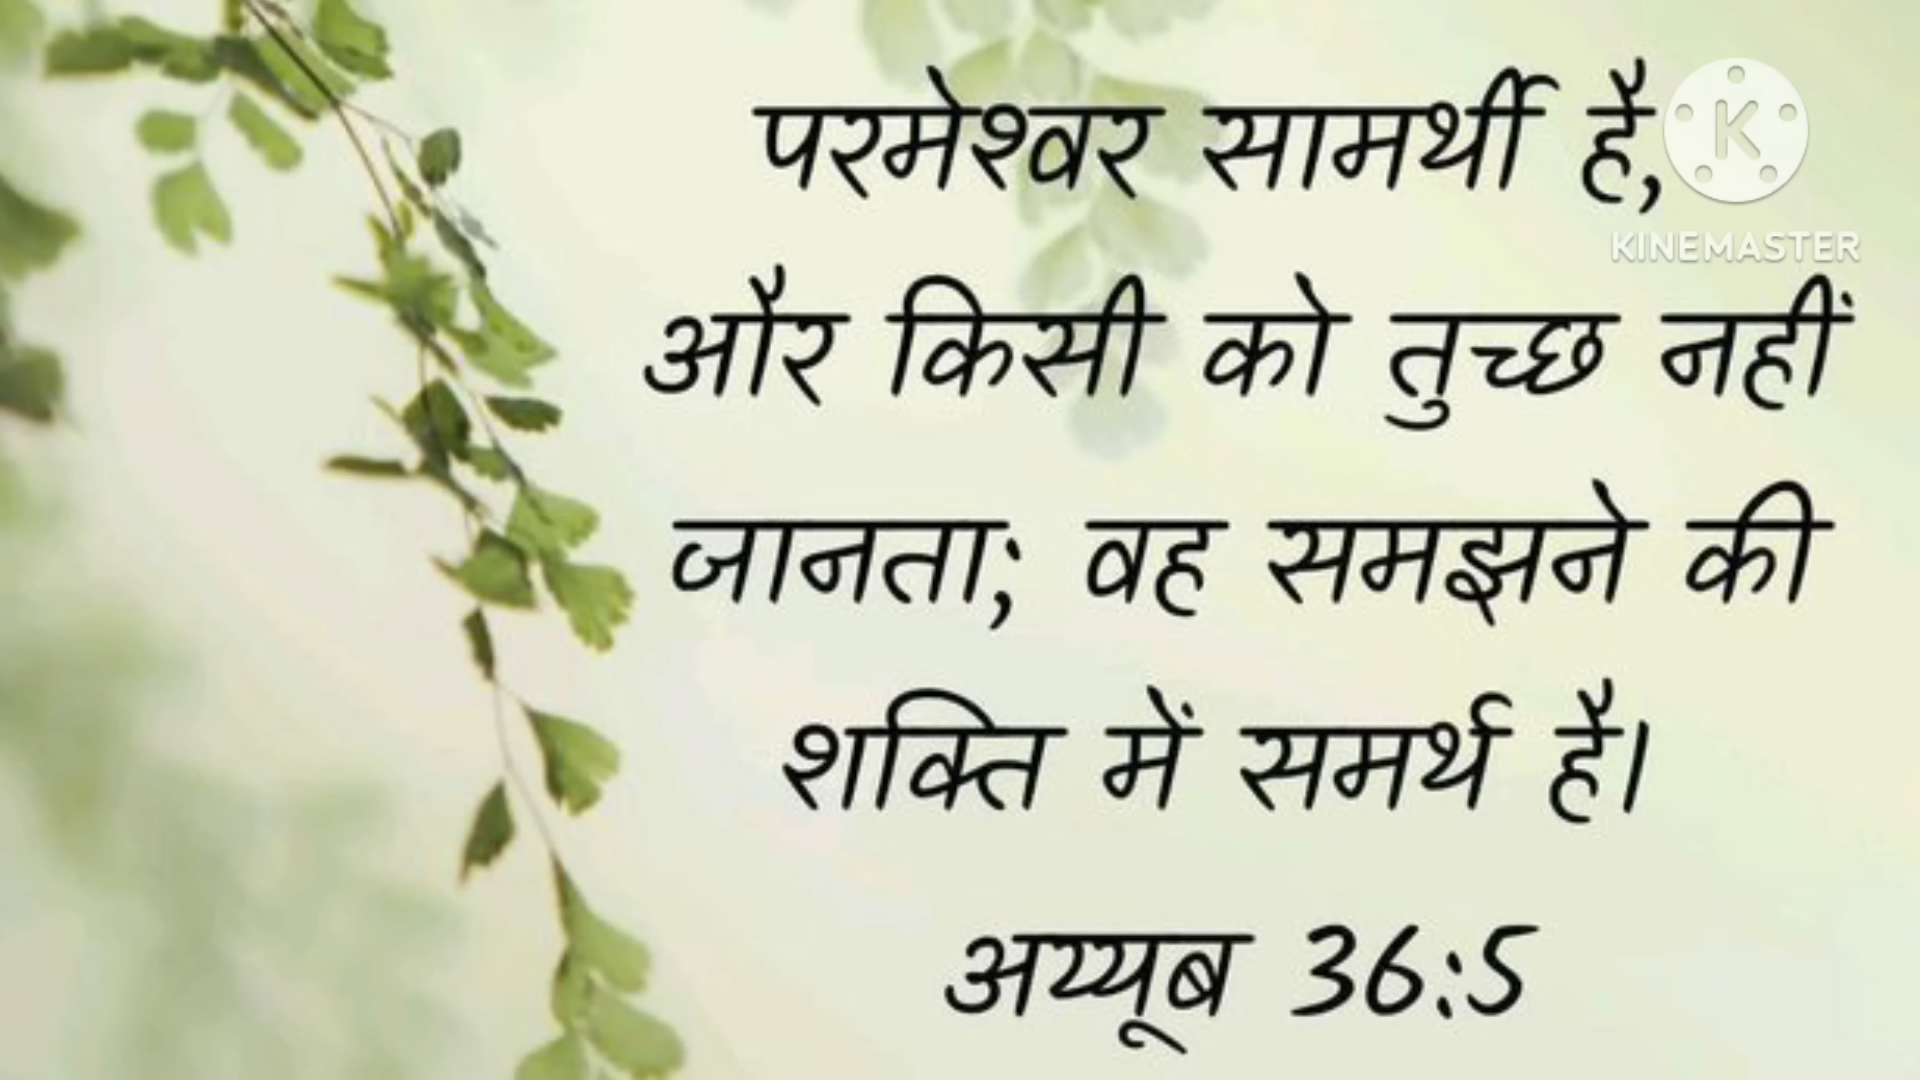 परमेश्वर सामर्थी है,
KINEMASTER
और किसी को तुच्छ नहीं
जानता; वह समझने की
शक्ति में समर्थ है।
अय्यूब 36:5